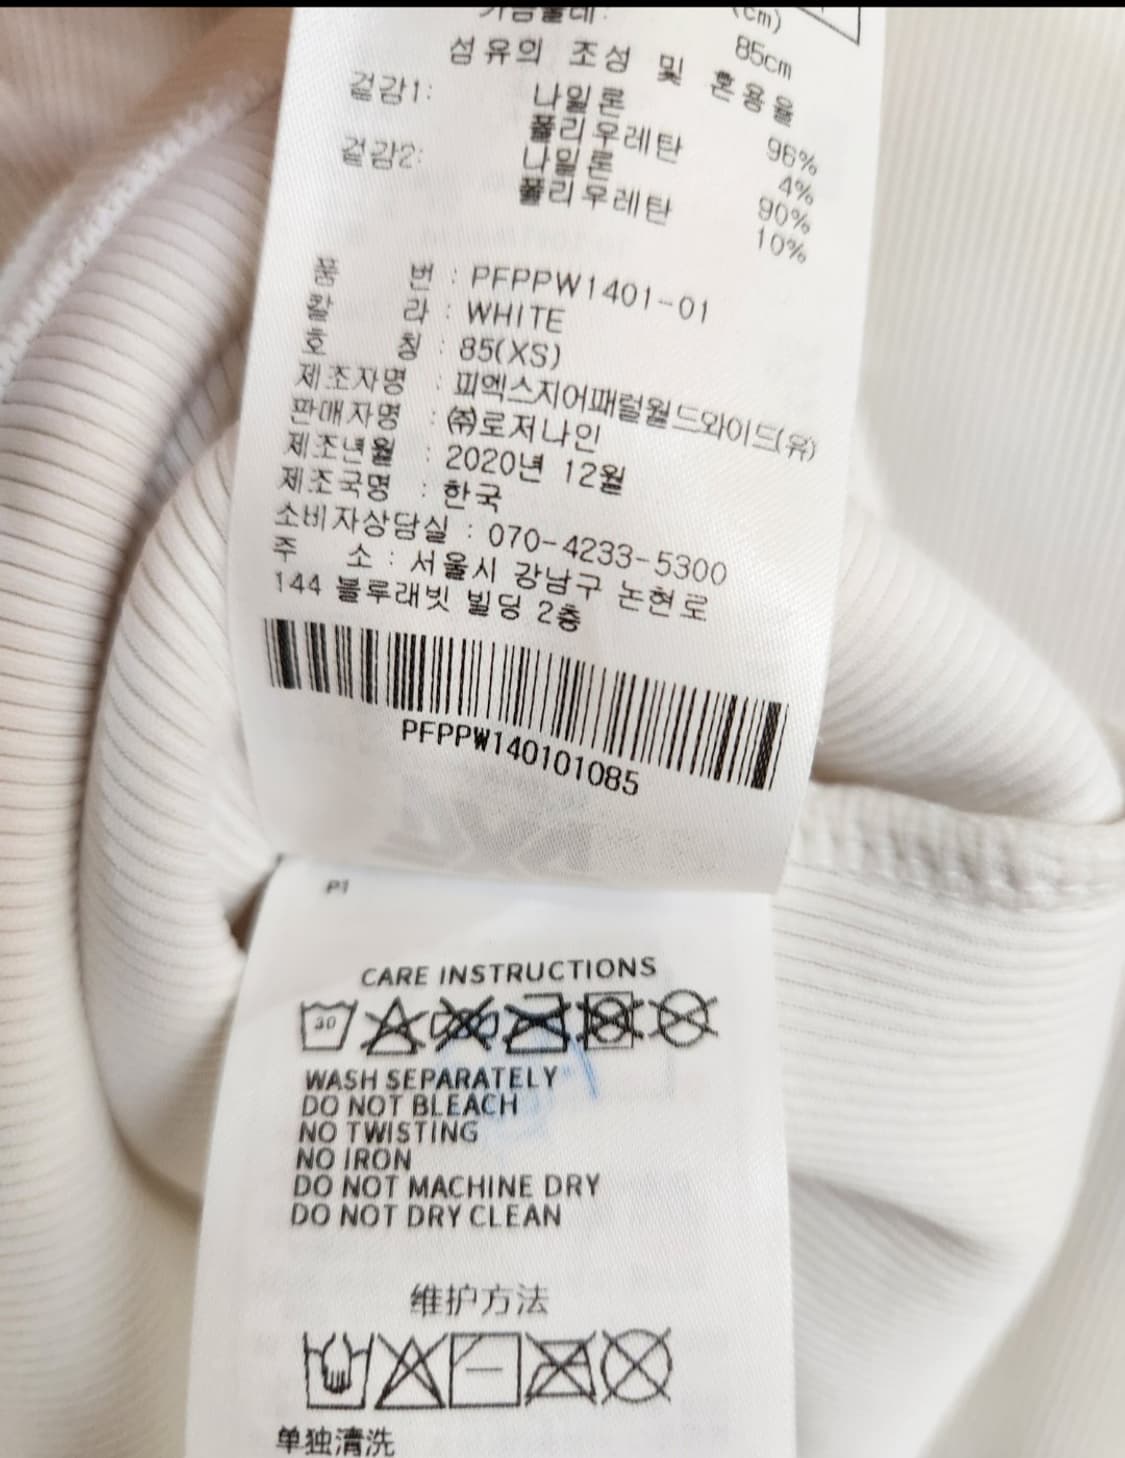 가슴둘레: (cm)
85cm
섬유의 조성 및 혼용율
겉감1: 나일론 96%
폴리우레탄 4%
겉감2: 나일론 90%
폴리우레탄 10%
품 번 : PFPPW1401-01
칼 라 : WHITE
호 칭 : 85(XS)
제조자명 : 피엑스지어패럴월드와이드(유)
판매자명 : ㈜로저나인
제조년월 : 2020년 12월
제조국명 : 한국
소비자상담실 : 070-4233-5300
주 소 : 서울시 강남구 논현로
144 블루래빗 빌딩 2층
PFPPW140101085
P1
CARE INSTRUCTIONS
30
WASH SEPARATELY
DO NOT BLEACH
NO TWISTING
NO IRON
DO NOT MACHINE DRY
DO NOT DRY CLEAN
维护方法
单独清洗